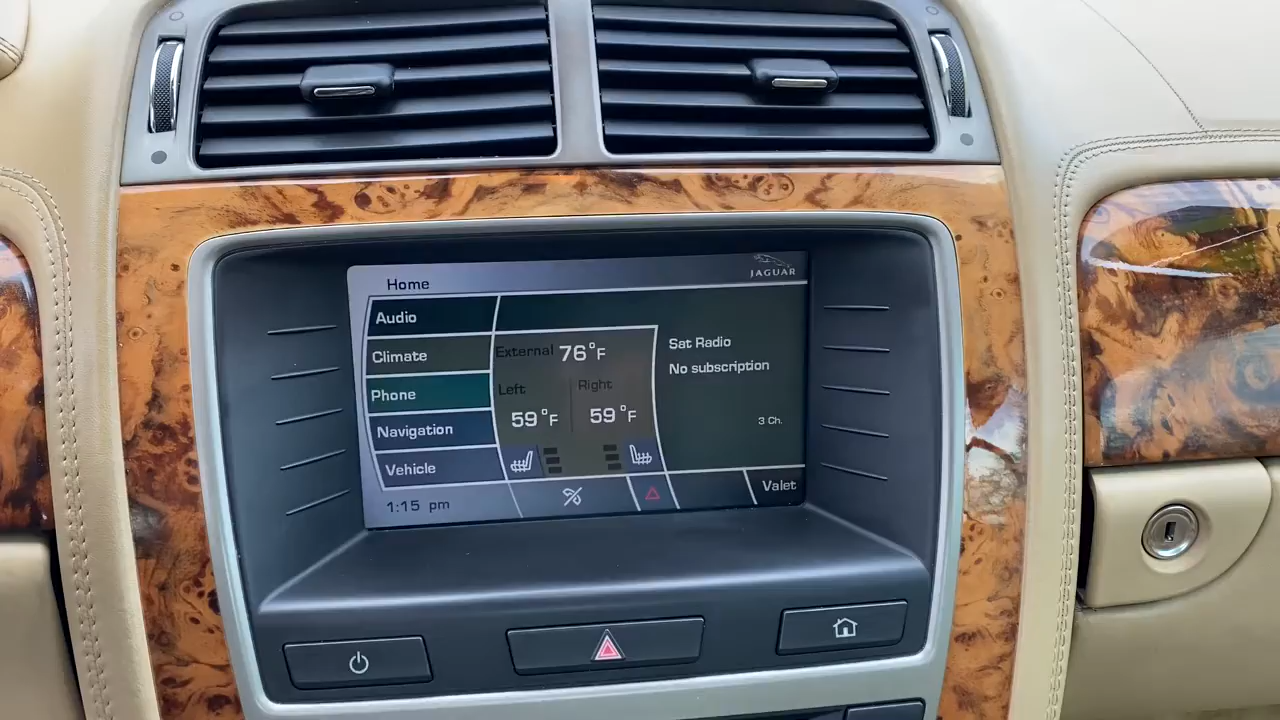 Home
JAGUAR
Audio
Climate
Phone
Navigation
Vehicle
External 76°F
Left
Right
59°F
59°F
Sat Radio
No subscription
3 Ch.
1:15 pm
Valet